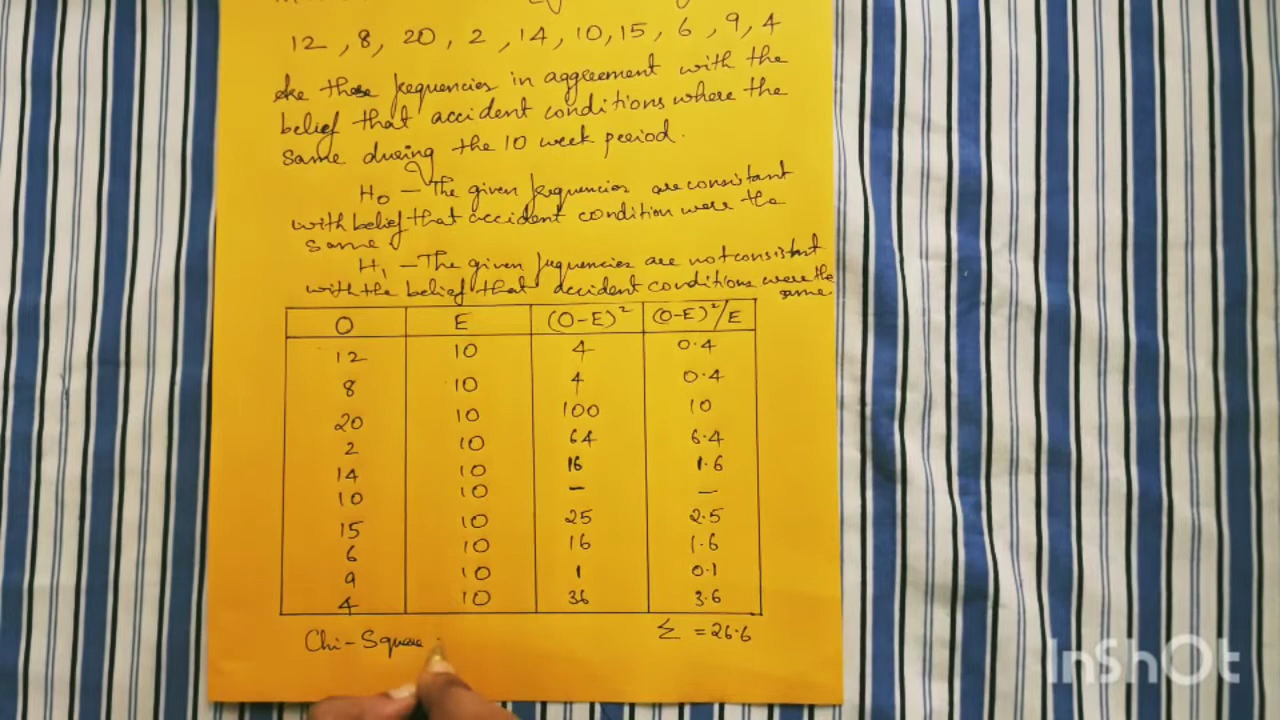 12 , 8, 20, 2, 14, 10, 15, 6, 9, 4
Are these frequencies in aggreement with the
belief that accident conditions where the
same during the 10 week period.
H0 – The given frequencies are consistant
with belief that accident condition were the
same.
H1 – The given frequencies are not consistant
with the belief that accident conditions were the
same
O E (O-E)² (O-E)²/E
12 10 4 0.4
8 10 4 0.4
20 10 100 10
2 10 64 6.4
14 10 16 1.6
10 10 – –
15 10 25 2.5
6 10 16 1.6
9 10 1 0.1
4 10 36 3.6
Σ = 26.6
Chi-Square
InShOt